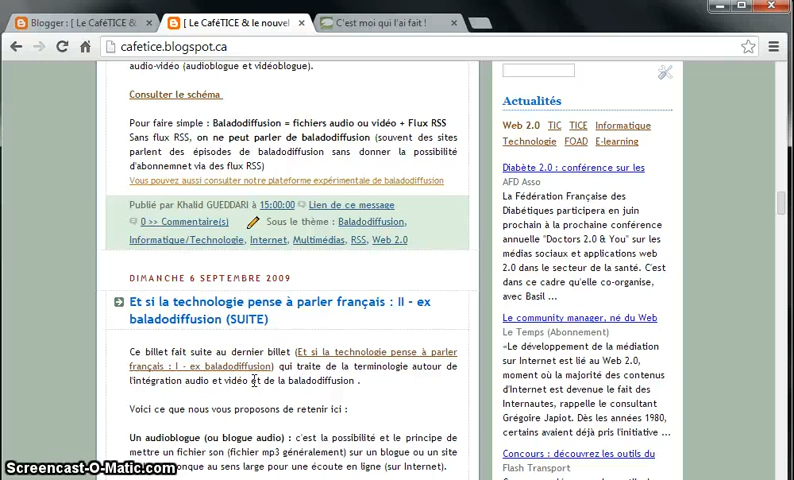 Blogger : [ Le CaféTICE &
[ Le CaféTICE & le nouvel
C'est moi qui l'ai fait !
cafetice.blogspot.ca
audio-vidéo (audioblogue et vidéoblogue).
Consulter le schéma
Pour faire simple : Baladodiffusion = fichiers audio ou vidéo + Flux RSS
Sans flux RSS, on ne peut parler de baladodiffusion (souvent des sites
parlent des épisodes de baladodiffusion sans donner la possibilité
d'abonnemnet via des flux RSS)
Vous pouvez aussi consulter notre plateforme expérimentale de baladodiffusion
Publié par Khalid GUEDDARI à 15:00:00 Lien de ce message
0 >> Commentaire(s) Sous le thème : Baladodiffusion,
Informatique/Technologie, Internet, Multimédias, RSS, Web 2.0
DIMANCHE 6 SEPTEMBRE 2009
Et si la technologie pense à parler français : II - ex
baladodiffusion (SUITE)
Ce billet fait suite au dernier billet (Et si la technologie pense à parler
français : I - ex baladodiffusion) qui traite de la terminologie autour de
l'intégration audio et vidéo et de la baladodiffusion .
Voici ce que nous vous proposons de retenir ici :
Un audioblogue (ou blogue audio) : c'est la possibilité et le principe de
mettre un fichier son (fichier mp3 généralement) sur un blogue ou un site
onque au sens large pour une écoute en ligne (sur Internet).
Actualités
Web 2.0 TIC TICE Informatique
Technologie FOAD E-learning
Diabète 2.0 : conférence sur les
AFD Asso
La Fédération Française des
Diabétiques participera en juin
prochain à la prochaine conférence
annuelle "Doctors 2.0 & You" sur les
médias sociaux et applications web
2.0 dans le secteur de la santé. C'est
dans ce cadre qu'elle co-organise,
avec Basil ...
Le community manager, né du Web
Le Temps (Abonnement)
«Le développement de la médiation
sur Internet est lié au Web 2.0,
moment où la majorité des contenus
d'Internet est devenue le fait des
Internautes, rappelle le consultant
Grégoire Japiot. Dès les années 1980,
certains avaient déjà pris l'initiative ...
Concours : découvrez les outils du
Flash Transport
Screencast-O-Matic.com